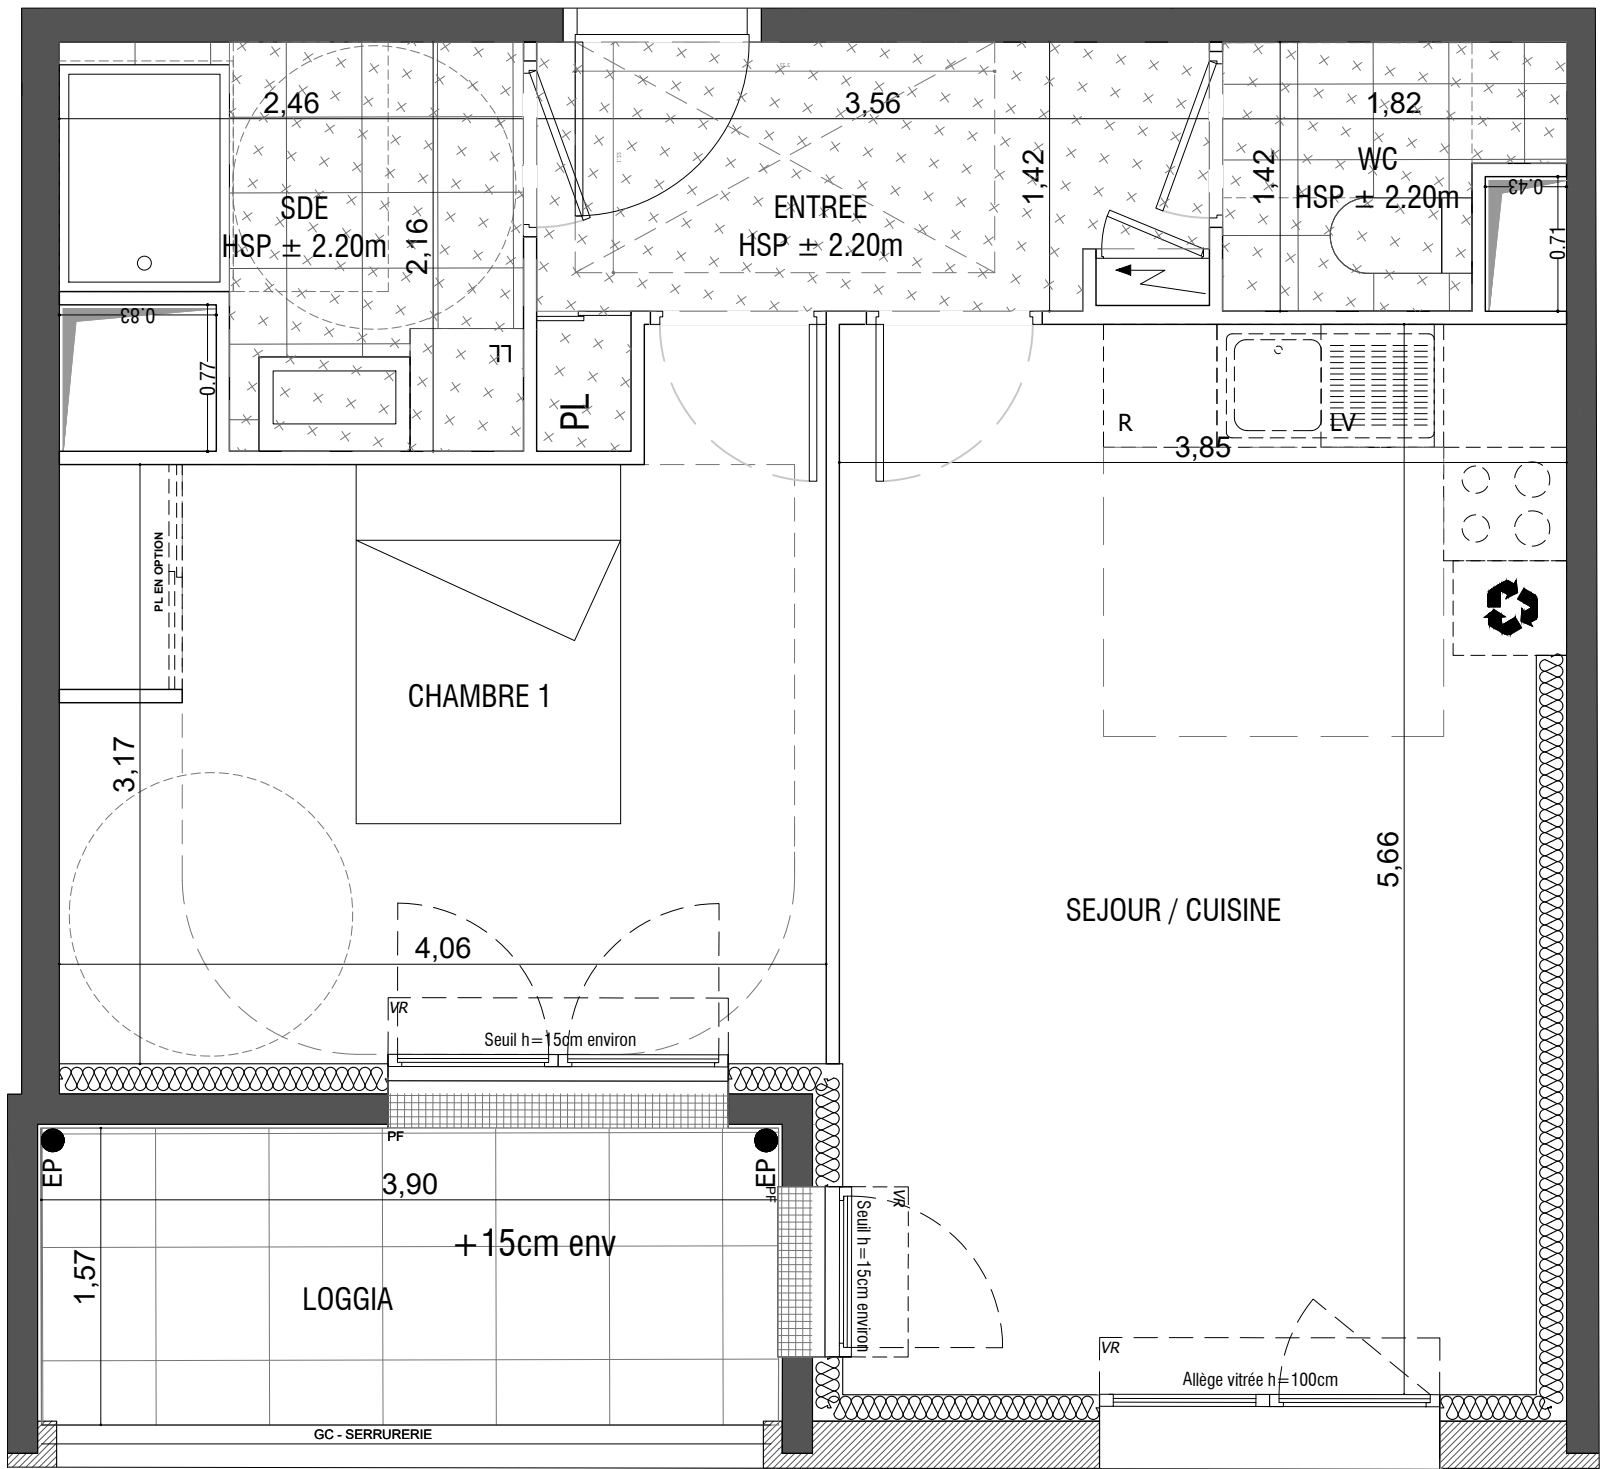 2,46
3,56
1,82
1,42
1,42
WC
HSP ± 2.20m
0.43
0.71
SDE
HSP ± 2.20m
2,16
ENTREE
HSP ± 2.20m
0.83
0.77
LL
PL
R
LV
3,85
PL EN OPTION
CHAMBRE 1
3,17
5,66
SEJOUR / CUISINE
4,06
VR
Seuil h=15cm environ
PF
EP
EP
PF
3,90
VR
Seuil h=15cm environ
+15cm env
1,57
LOGGIA
VR
Allège vitrée h=100cm
GC - SERRURERIE